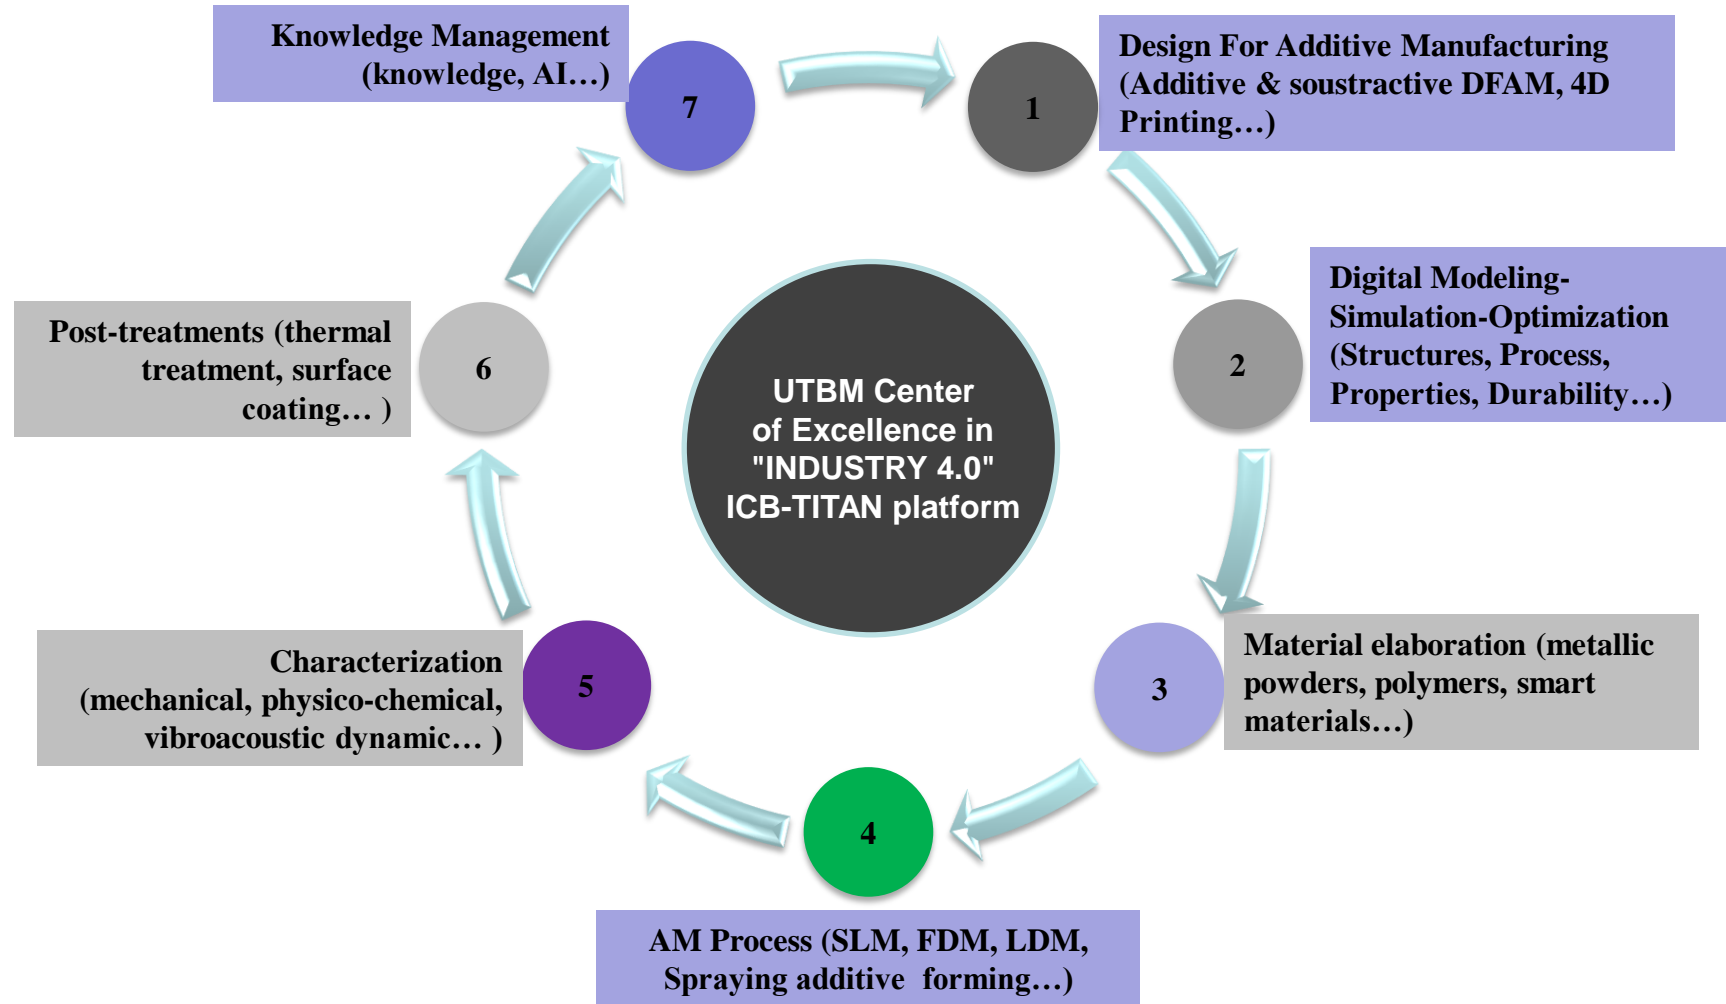 Knowledge Management
(knowledge, AI…)
7
1
Design For Additive Manufacturing
(Additive & soustractive DFAM, 4D
Printing…)
2
Digital Modeling-
Simulation-Optimization
(Structures, Process,
Properties, Durability…)
3
Material elaboration (metallic
powders, polymers, smart
materials…)
4
AM Process (SLM, FDM, LDM,
Spraying additive forming…)
5
Characterization
(mechanical, physico-chemical,
vibroacoustic dynamic… )
6
Post-treatments (thermal
treatment, surface
coating… )
UTBM Center
of Excellence in
"INDUSTRY 4.0"
ICB-TITAN platform